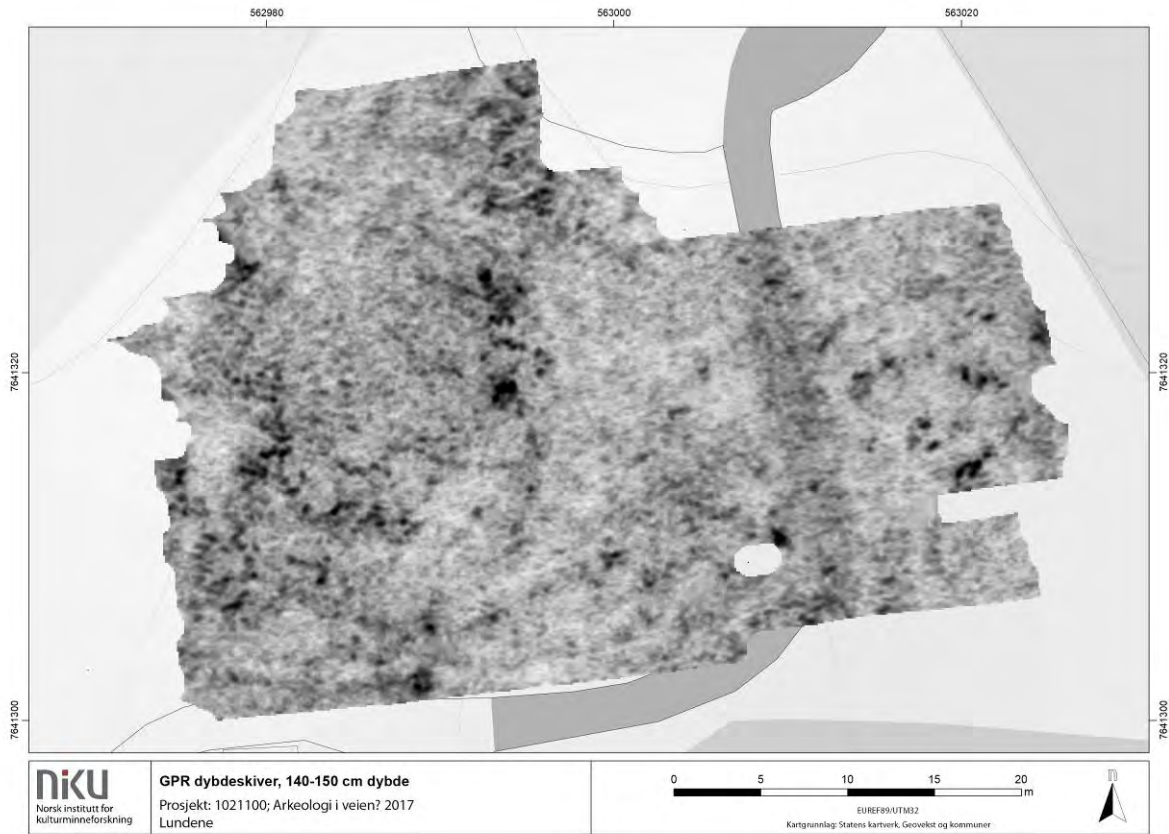 562980
563000
563020
7641320
7641320
7641300
7641300
niku
Norsk institutt for
kulturminneforskning
GPR dybdeskiver, 140-150 cm dybde
Prosjekt: 1021100; Arkeologi i veien? 2017
Lundene
0 5 10 15 20
m
EUREF89/UTM32
Kartgrunnlag: Statens kartverk, Geovekst og kommuner
n